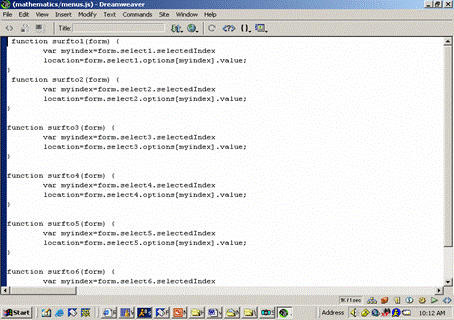 (mathematics/menus.js) - Dreamweaver
File Edit View Insert Modify Text Commands Site Window Help
Title:
function surfto1(form) {
var myindex=form.select1.selectedIndex
location=form.select1.options[myindex].value;
}
function surfto2(form) {
var myindex=form.select2.selectedIndex
location=form.select2.options[myindex].value;
}
function surfto3(form) {
var myindex=form.select3.selectedIndex
location=form.select3.options[myindex].value;
}
function surfto4(form) {
var myindex=form.select4.selectedIndex
location=form.select4.options[myindex].value;
}
function surfto5(form) {
var myindex=form.select5.selectedIndex
location=form.select5.options[myindex].value;
}
function surfto6(form) {
var myindex=form.select6.selectedIndex
1K / 1 sec
Start Address 10:12 AM